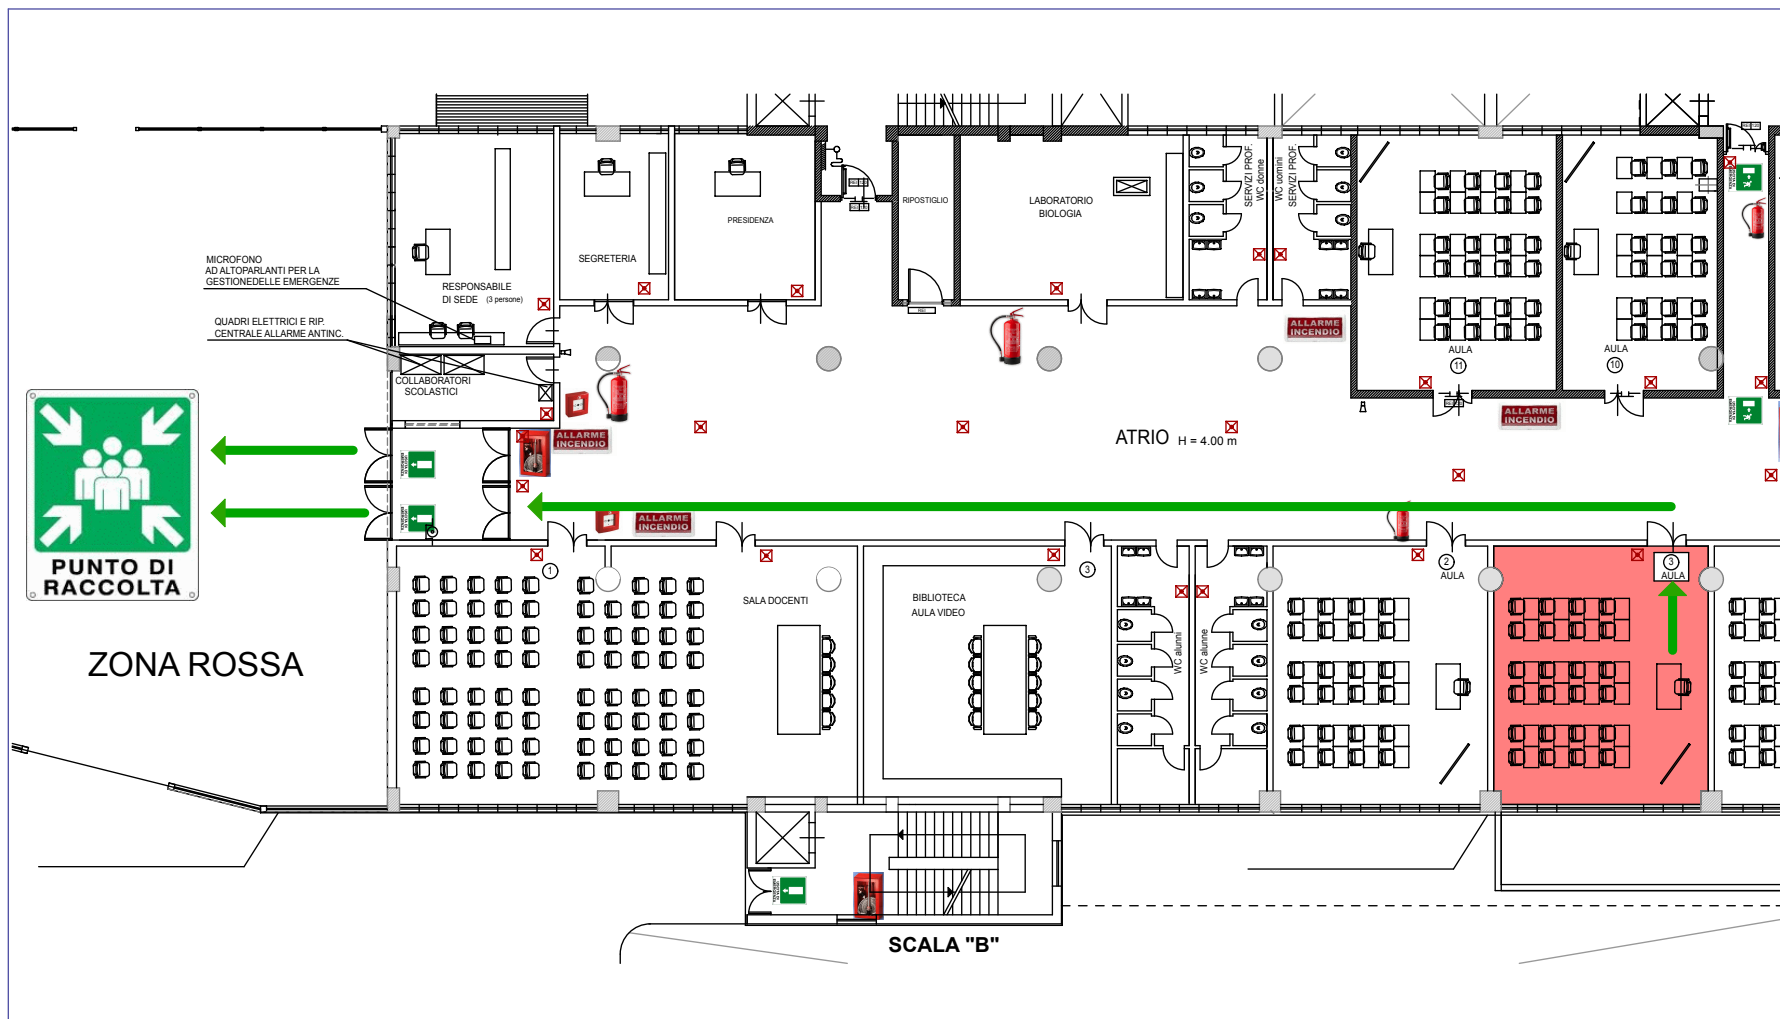 MICROFONO
AD ALTOPARLANTI PER LA
GESTIONEDELLE EMERGENZE
QUADRI ELETTRICI E RIP.
CENTRALE ALLARME ANTINC.
RESPONSABILE
DI SEDE (3 persone)
SEGRETERIA
PRESIDENZA
RIPOSTIGLIO
LABORATORIO
BIOLOGIA
SERVIZI PROF.
WC donne
WC uomini
SERVIZI PROF.
AULA
11
AULA
10
COLLABORATORI
SCOLASTICI
ALLARME
INCENDIO
ALLARME
INCENDIO
ALLARME
INCENDIO
ALLARME
INCENDIO
ATRIO H = 4.00 m
PUNTO DI
RACCOLTA
ZONA ROSSA
1
SALA DOCENTI
BIBLIOTECA
AULA VIDEO
3
WC alunni
WC alunne
2
AULA
3
AULA
SCALA "B"